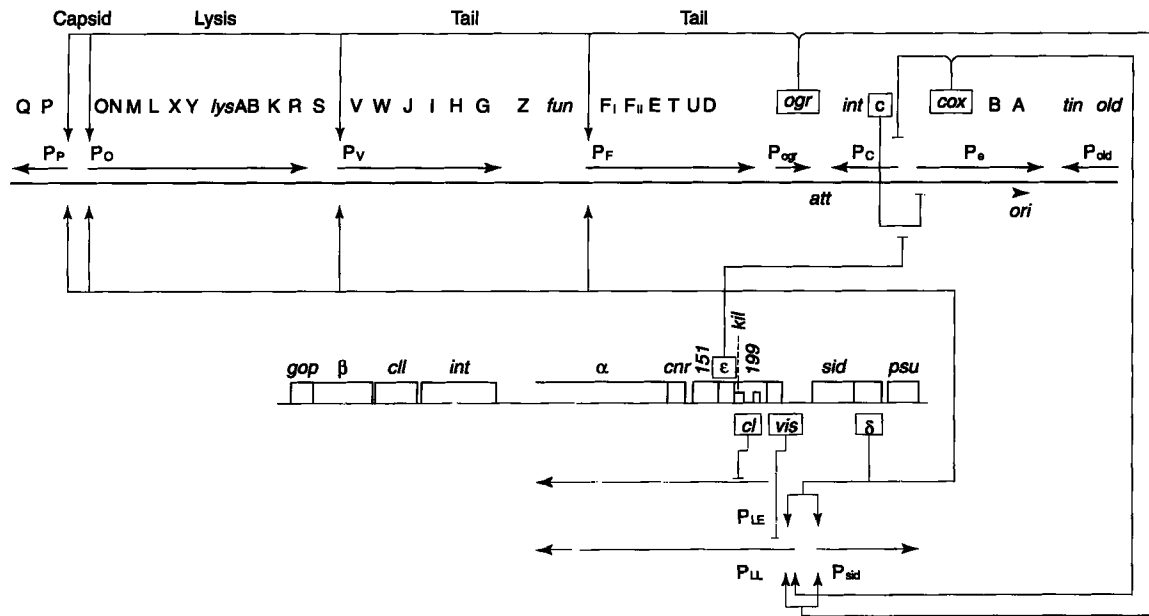 Capsid Lysis Tail Tail
Q P ONM L X Y lysAB K R S V W J I H G Z fun FI FII E T U D ogr int c cox B A tin old
PP PO PV PF Pogr PC Pe Pold
att ori
kil
gop β cII int α cnr 151 ε 199 sid psu
cI vis δ
PLE
PLL Psid